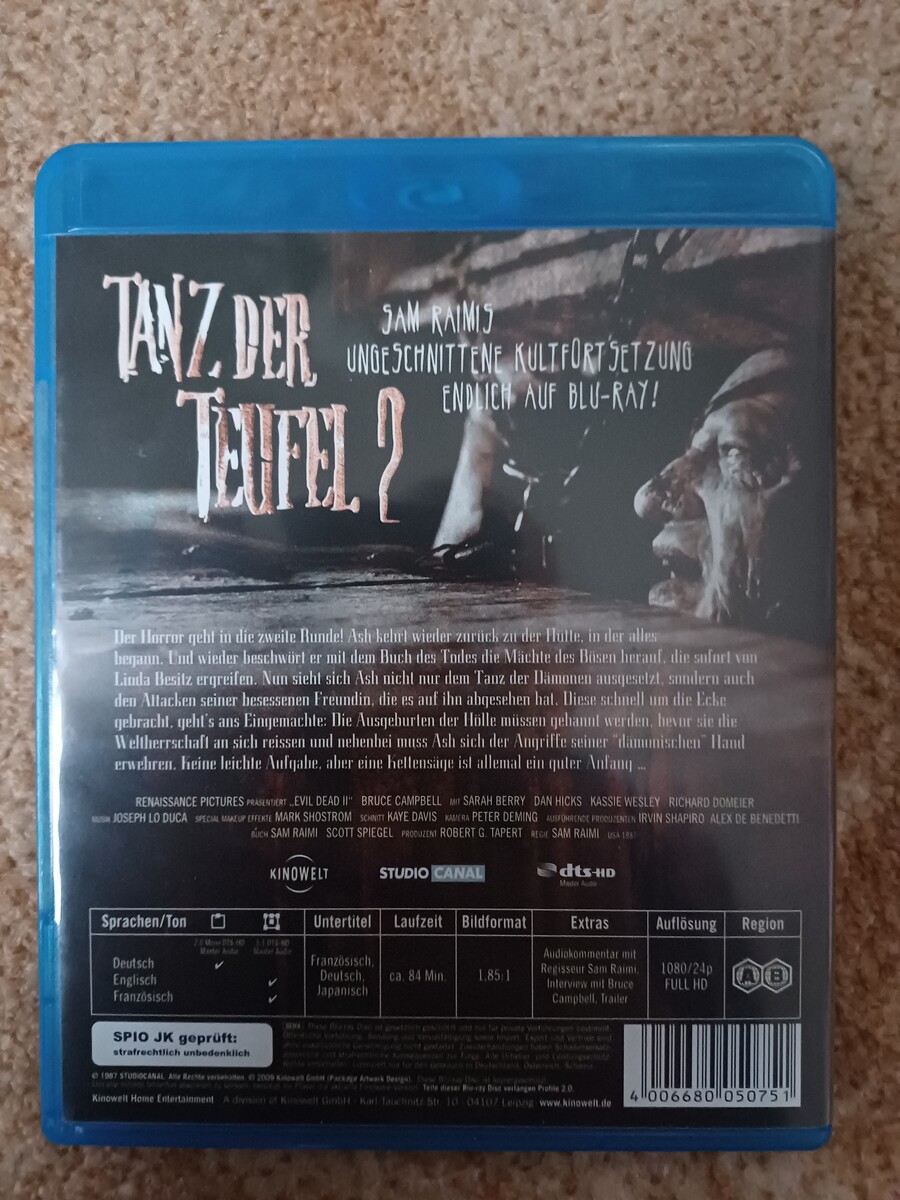 TANZ DER
TEUFEL 2
SAM RAIMIS
UNGESCHNITTENE KULTFORTSETZUNG
ENDLICH AUF BLU-RAY!
Der Horror geht in die zweite Runde! Ash kehrt wieder zurück zu der Hütte, in der alles
begann. Und wieder beschwört er mit dem Buch des Todes die Mächte des Bösen herauf, die sofort von
Linda Besitz ergreifen. Nun sieht sich Ash nicht nur dem Tanz der Dämonen ausgesetzt, sondern auch
den Attacken seiner besessenen Freundin, die es auf ihn abgesehen hat. Diese schnell um die Ecke
gebracht, geht's ans Eingemachte: Die Ausgeburten der Hölle müssen gebannt werden, bevor sie die
Weltherrschaft an sich reissen und nebenbei muss Ash sich der Angriffe seiner "dämonischen" Hand
erwehren. Keine leichte Aufgabe, aber eine Kettensäge ist allemal ein guter Anfang ...
RENAISSANCE PICTURES PRÄSENTIERT „EVIL DEAD II" BRUCE CAMPBELL MIT SARAH BERRY DAN HICKS KASSIE WESLEY RICHARD DOMEIER
MUSIK JOSEPH LO DUCA SPECIAL MAKEUP EFFEKTE MARK SHOSTROM SCHNITT KAYE DAVIS KAMERA PETER DEMING AUSFÜHRENDE PRODUZENTEN IRVIN SHAPIRO ALEX DE BENEDETTI
BUCH SAM RAIMI SCOTT SPIEGEL PRODUZENT ROBERT G. TAPERT REGIE SAM RAIMI USA 1987
KINOWELT STUDIO CANAL dts-HD
Master Audio
Sprachen/Ton Untertitel Laufzeit Bildformat Extras Auflösung Region
2.0 Mono DTS-HD Master Audio 5.1 DTS-HD Master Audio
Deutsch
Englisch
Französisch
Französisch,
Deutsch,
Japanisch
ca. 84 Min.
1,85:1
Audiokommentar mit
Regisseur Sam Raimi,
Interview mit Bruce
Campbell, Trailer
1080/24p
FULL HD
A B
SPIO JK geprüft:
strafrechtlich unbedenklich
© 1987 STUDIOCANAL. Alle Rechte vorbehalten. © 2009 Kinowelt GmbH (Package Artwork Design).
Teile dieser Blu-ray Disc verlangen Profile 2.0.
Kinowelt Home Entertainment A division of Kinowelt GmbH · Karl-Tauchnitz-Str. 10 · 04107 Leipzig www.kinowelt.de
4 006680 050751